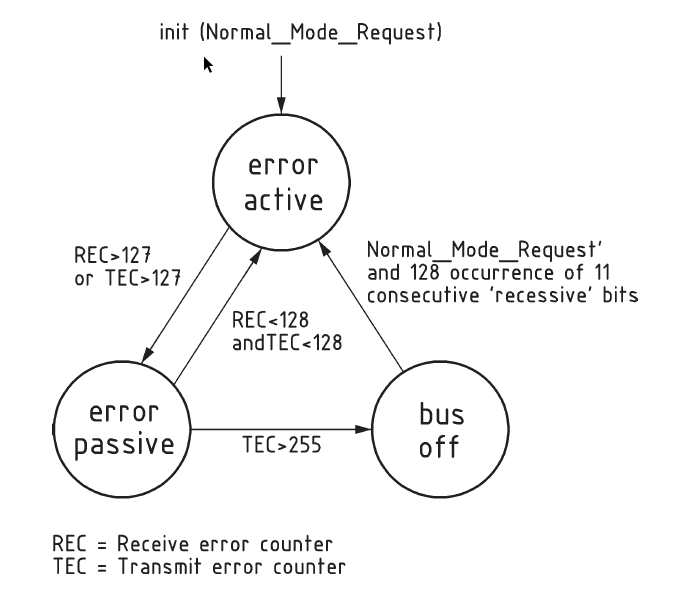 init (Normal_Mode_Request)
error
active
REC>127
or TEC>127
Normal_Mode_Request'
and 128 occurrence of 11
consecutive 'recessive' bits
REC<128
andTEC<128
error
passive
TEC>255
bus
off
REC = Receive error counter
TEC = Transmit error counter